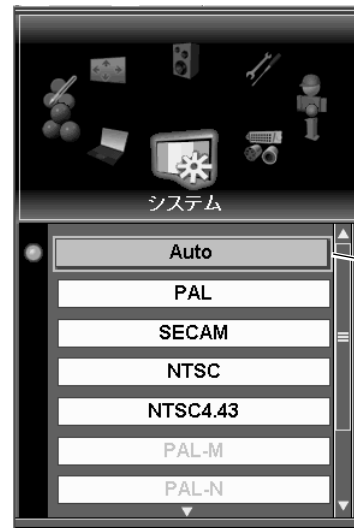 システム
Auto
PAL
SECAM
NTSC
NTSC4.43
PAL-M
PAL-N